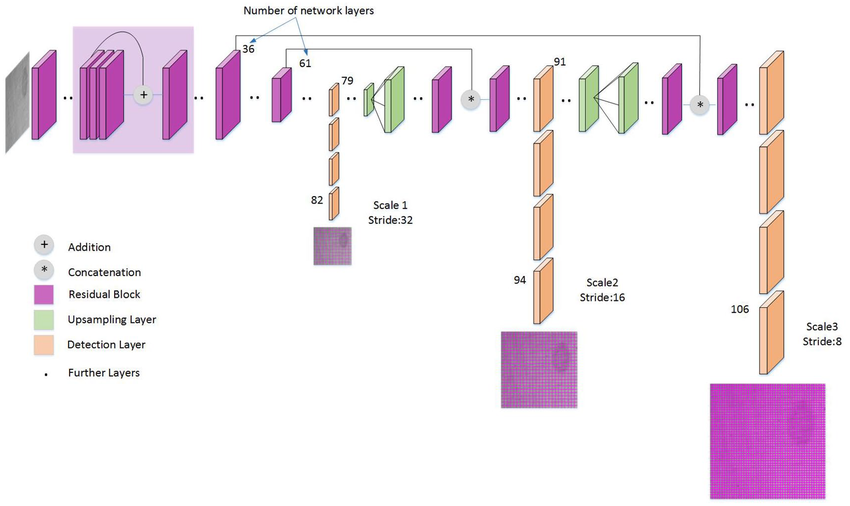 Number of network layers
36
61
79
91
+
*
*
82
Scale 1
Stride:32
94
Scale2
Stride:16
106
Scale3
Stride:8
+ Addition
* Concatenation
Residual Block
Upsampling Layer
Detection Layer
. Further Layers